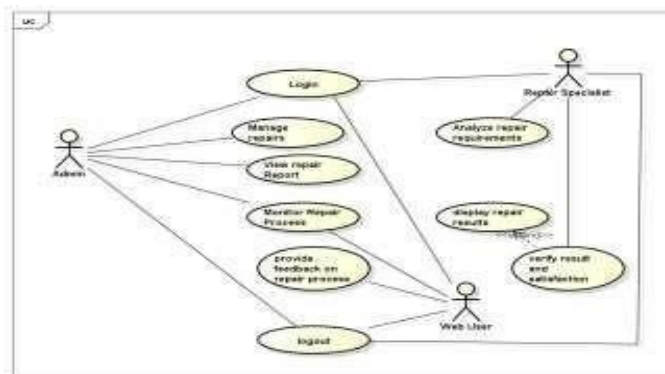 uc
Login
Repair Specialist
Manage
repairs
Analyze repair
requirements
Admin
View repair
Report
Monitor Repair
Process
display repair
results
provide
feedback on
repair process
verify result
and
satisfaction
Web User
logout